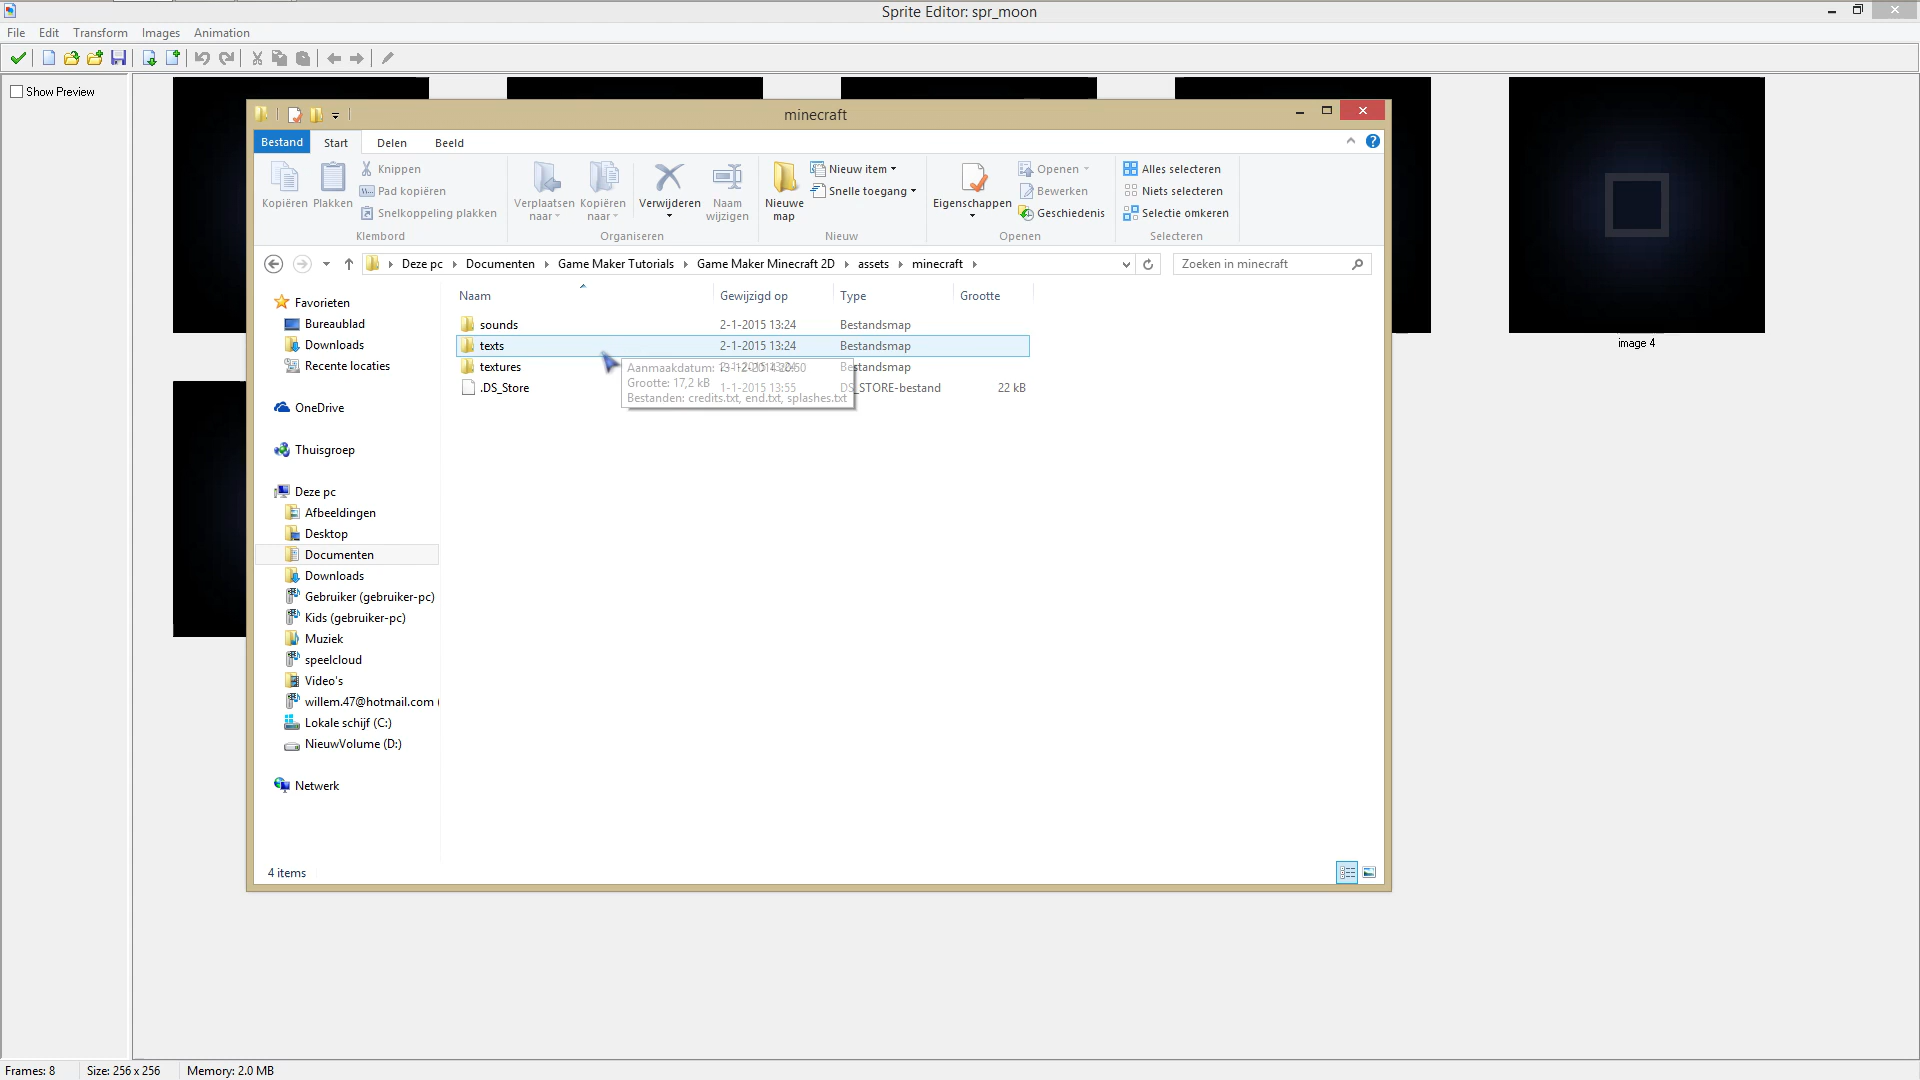 Sprite Editor: spr_moon
File Edit Transform Images Animation
Show Preview
minecraft
Bestand Start Delen Beeld
Kopiëren
Plakken
Knippen
Pad kopiëren
Snelkoppeling plakken
Klembord
Verplaatsen naar
Kopiëren naar
Verwijderen
Naam wijzigen
Organiseren
Nieuwe map
Nieuw item
Snelle toegang
Nieuw
Eigenschappen
Openen
Bewerken
Geschiedenis
Openen
Alles selecteren
Niets selecteren
Selectie omkeren
Selecteren
Deze pc Documenten Game Maker Tutorials Game Maker Minecraft 2D assets minecraft
Zoeken in minecraft
Naam Gewijzigd op Type Grootte
sounds 2-1-2015 13:24 Bestandsmap
texts 2-1-2015 13:24 Bestandsmap
textures Bestandsmap
.DS_Store 1-1-2015 13:55 DS_STORE-bestand 22 kB
Aanmaakdatum:
Grootte: 17,2 kB
Bestanden: credits.txt, end.txt, splashes.txt
Favorieten
Bureaublad
Downloads
Recente locaties
OneDrive
Thuisgroep
Deze pc
Afbeeldingen
Desktop
Documenten
Downloads
Gebruiker (gebruiker-pc)
Kids (gebruiker-pc)
Muziek
speelcloud
Video's
willem.47@hotmail.com (
Lokale schijf (C:)
NieuwVolume (D:)
Netwerk
4 items
image 4
Frames: 8 Size: 256 x 256 Memory: 2.0 MB